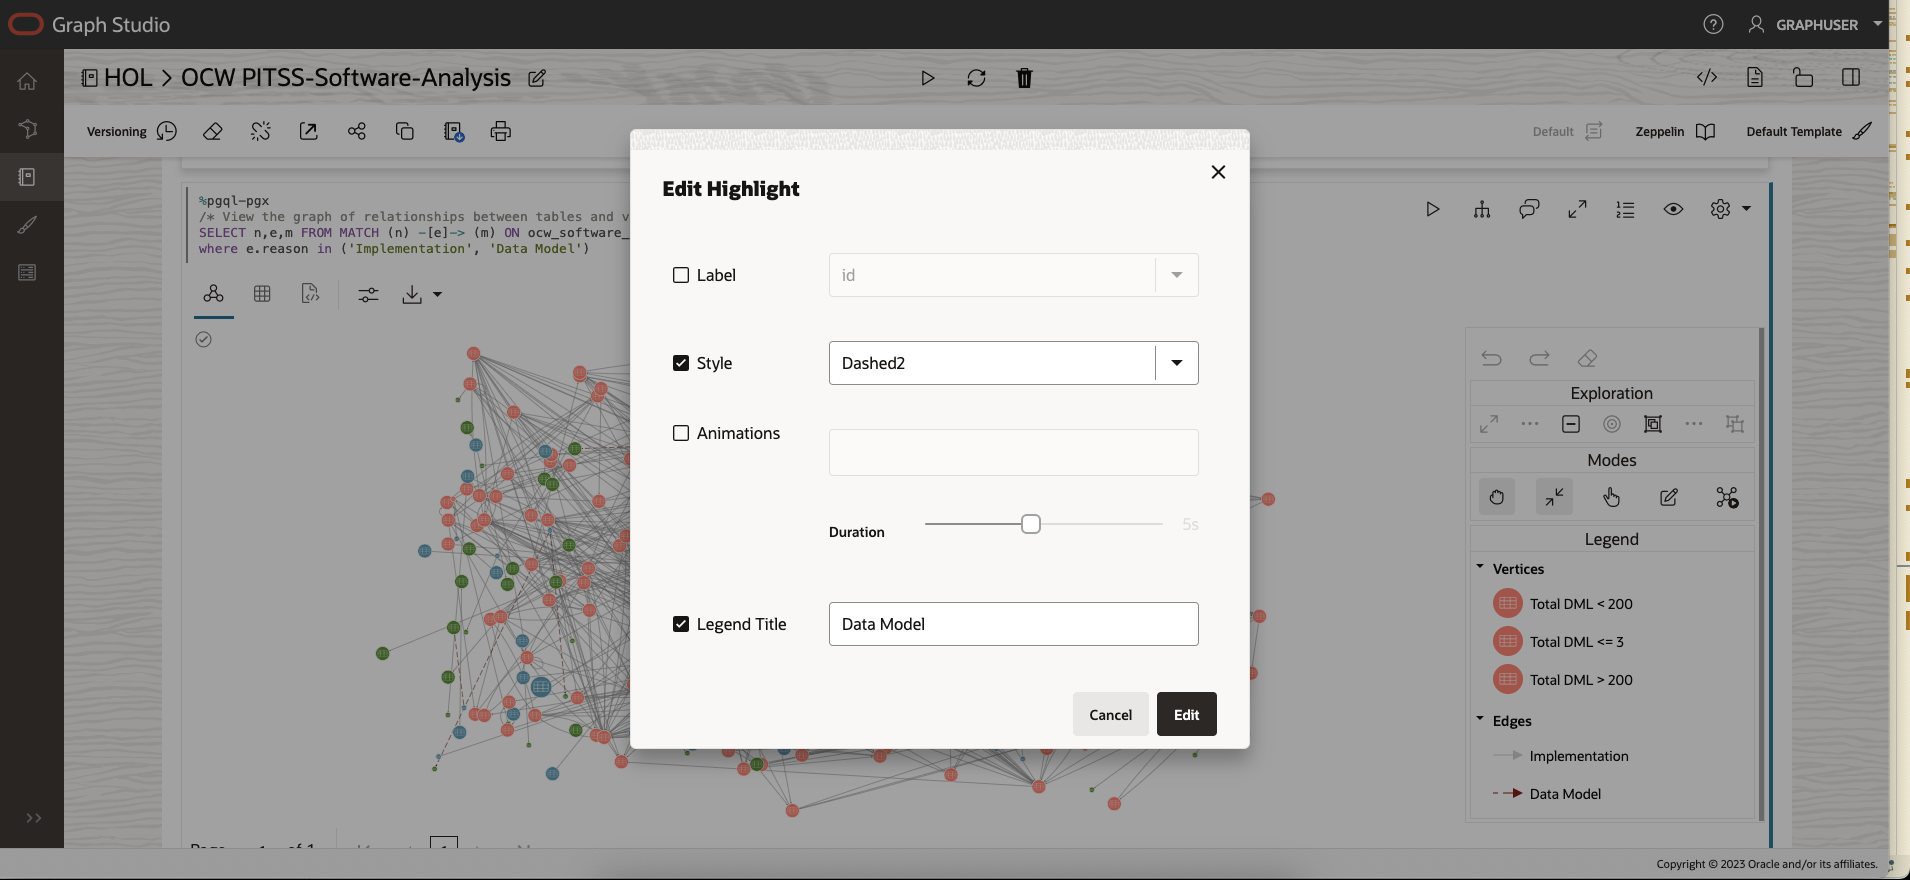 Graph Studio
GRAPHUSER
HOL > OCW PITSS-Software-Analysis
Versioning
Default
Zeppelin
Default Template
%pgql-pgx
/* View the graph of relationships between tables and v
SELECT n,e,m FROM MATCH (n) -[e]-> (m) ON ocw_software_
where e.reason in ('Implementation', 'Data Model')
Edit Highlight
Label
id
Style
Dashed2
Animations
Duration
5s
Legend Title
Data Model
Cancel
Edit
Exploration
Modes
Legend
Vertices
Total DML < 200
Total DML <= 3
Total DML > 200
Edges
Implementation
Data Model
Page 1 of 1
1
Copyright © 2023 Oracle and/or its affiliates.